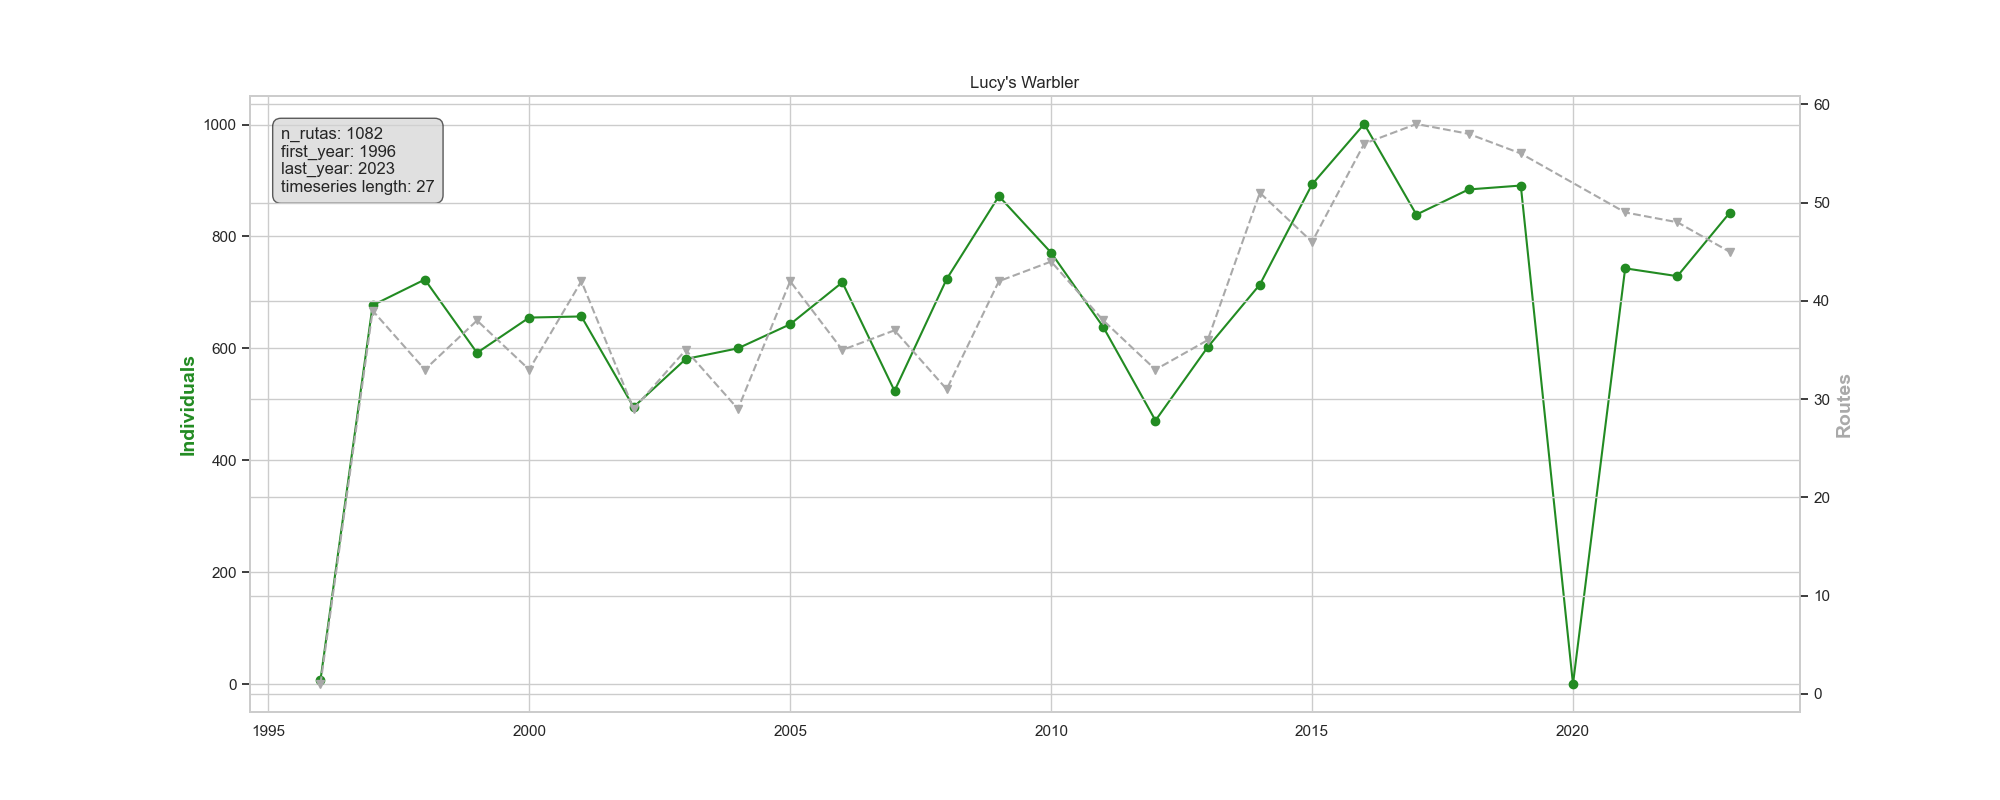 Lucy's Warbler
n_rutas: 1082
first_year: 1996
last_year: 2023
timeseries length: 27
Individuals
1000
800
600
400
200
0
60
50
40
30
20
10
0
Routes
1995
2000
2005
2010
2015
2020